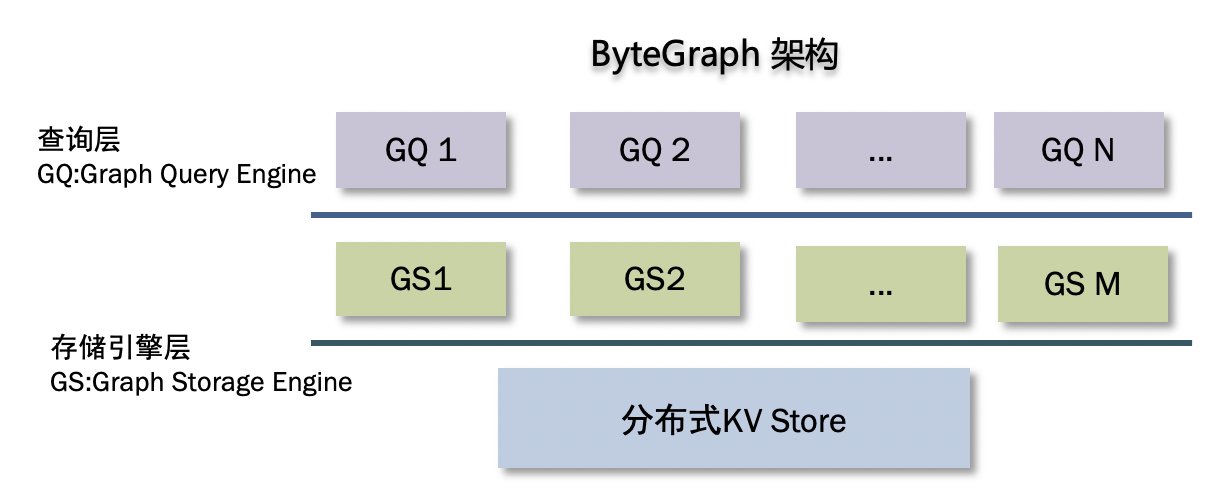 ByteGraph 架构
查询层
GQ:Graph Query Engine
GQ 1
GQ 2
...
GQ N
GS1
GS2
...
GS M
存储引擎层
GS:Graph Storage Engine
分布式KV Store